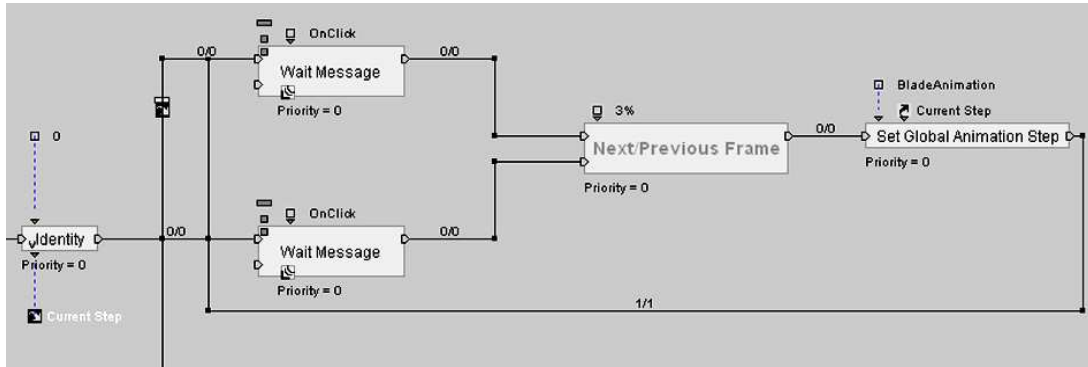 OnClick
0/0
0/0
Wait Message
Priority = 0
BladeAnimation
3%
Current Step
0
0/0
Set Global Animation Step
Next/Previous Frame
Priority = 0
Priority = 0
OnClick
0/0
0/0
Identity
Wait Message
Priority = 0
Priority = 0
1/1
Current Step